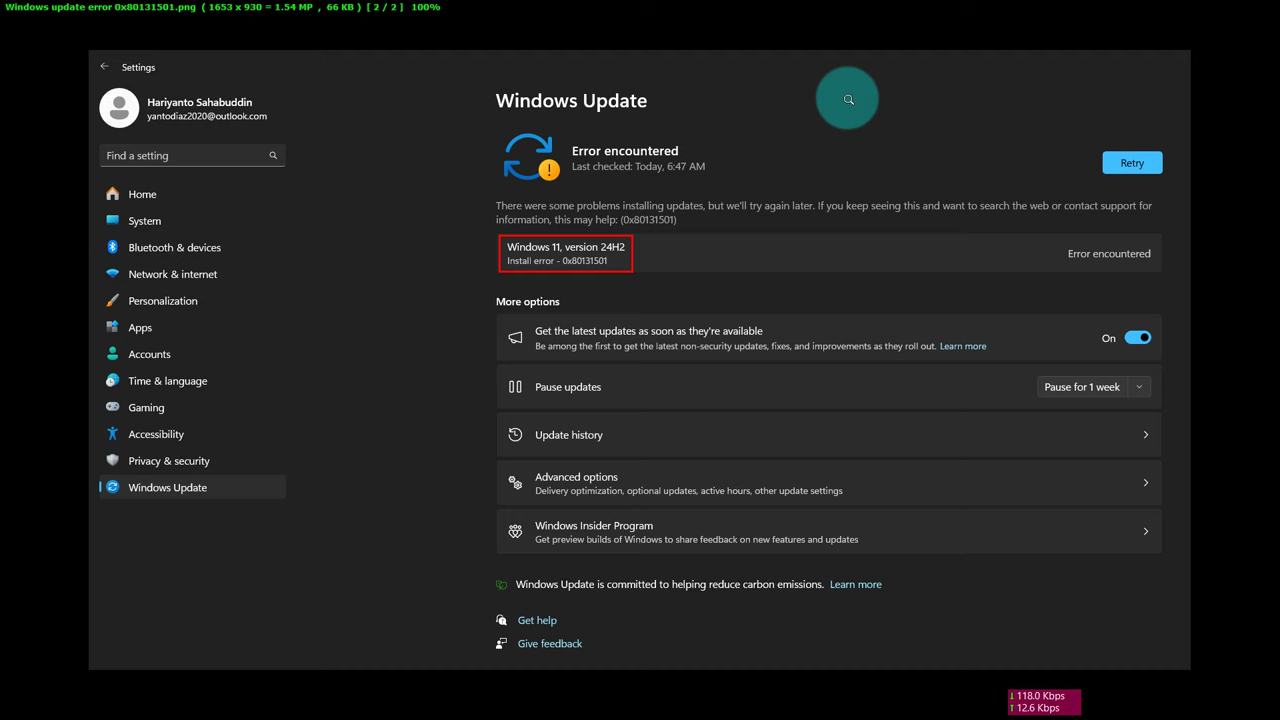 Windows update error 0x80131501.png ( 1653 x 930 = 1.54 MP , 66 KB ) [ 2 / 2 ] 100%
Settings
Hariyanto Sahabuddin
yantodiaz2020@outlook.com
Find a setting
Home
System
Bluetooth & devices
Network & internet
Personalization
Apps
Accounts
Time & language
Gaming
Accessibility
Privacy & security
Windows Update
Windows Update
Error encountered
Last checked: Today, 6:47 AM
Retry
There were some problems installing updates, but we'll try again later. If you keep seeing this and want to search the web or contact support for
information, this may help: (0x80131501)
Windows 11, version 24H2
Install error - 0x80131501
Error encountered
More options
Get the latest updates as soon as they're available
Be among the first to get the latest non-security updates, fixes, and improvements as they roll out. Learn more
On
Pause updates
Pause for 1 week
Update history
Advanced options
Delivery optimization, optional updates, active hours, other update settings
Windows Insider Program
Get preview builds of Windows to share feedback on new features and updates
Windows Update is committed to helping reduce carbon emissions. Learn more
Get help
Give feedback
118.0 Kbps
12.6 Kbps